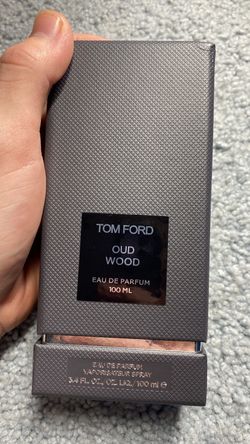 TOM FORD
OUD
WOOD
EAU DE PARFUM
100 ML
EAU DE PARFUM
VAPORISATEUR SPRAY
3.4 FL. OZ., OZ. LIQ./100 ml ℮